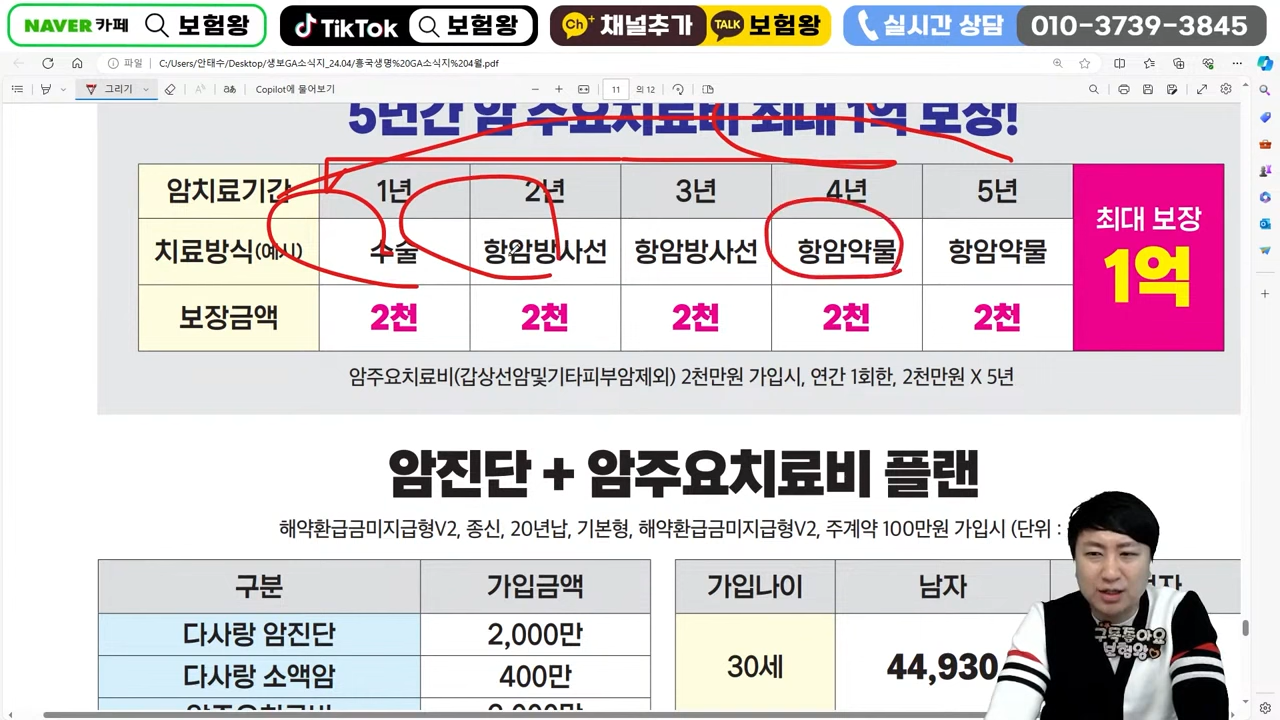 NAVER 카페 보험왕
TikTok 보험왕
Ch+ 채널추가 TALK 보험왕
실시간 상담 010-3739-3845
파일 C:/Users/안태수/Desktop/생보GA소식지_24.04/흥국생명%20GA소식지%204월.pdf
그리기 가あ Copilot에 물어보기 11 의 12
5년간 암 주요치료비 최대 1억 보장!
암치료기간 1년 2년 3년 4년 5년
치료방식(예시) 수술 항암방사선 항암방사선 항암약물 항암약물
보장금액 2천 2천 2천 2천 2천
최대 보장
1억
암주요치료비(갑상선암및기타피부암제외) 2천만원 가입시, 연간 1회한, 2천만원 X 5년
암진단 + 암주요치료비 플랜
해약환급금미지급형V2, 종신, 20년납, 기본형, 해약환급금미지급형V2, 주계약 100만원 가입시 (단위 :
구분 가입금액
다사랑 암진단 2,000만
다사랑 소액암 400만
가입나이 남자
30세 44,930
구독좋아요
보험왕